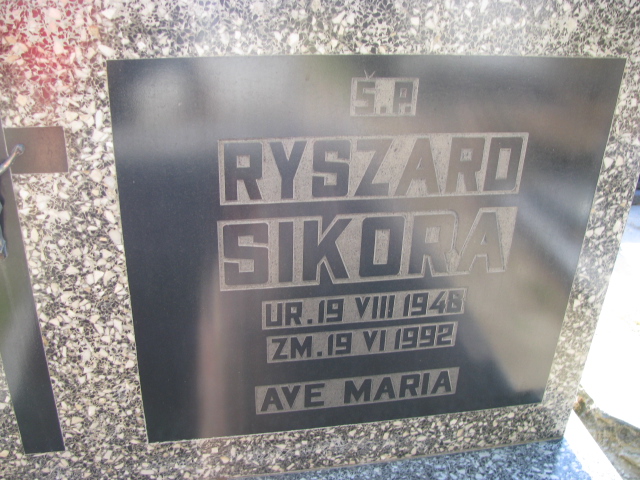 Ś.P.
RYSZARD
SIKORA
UR.19 VIII 1948
ZM.19 VI 1992
AVE MARIA